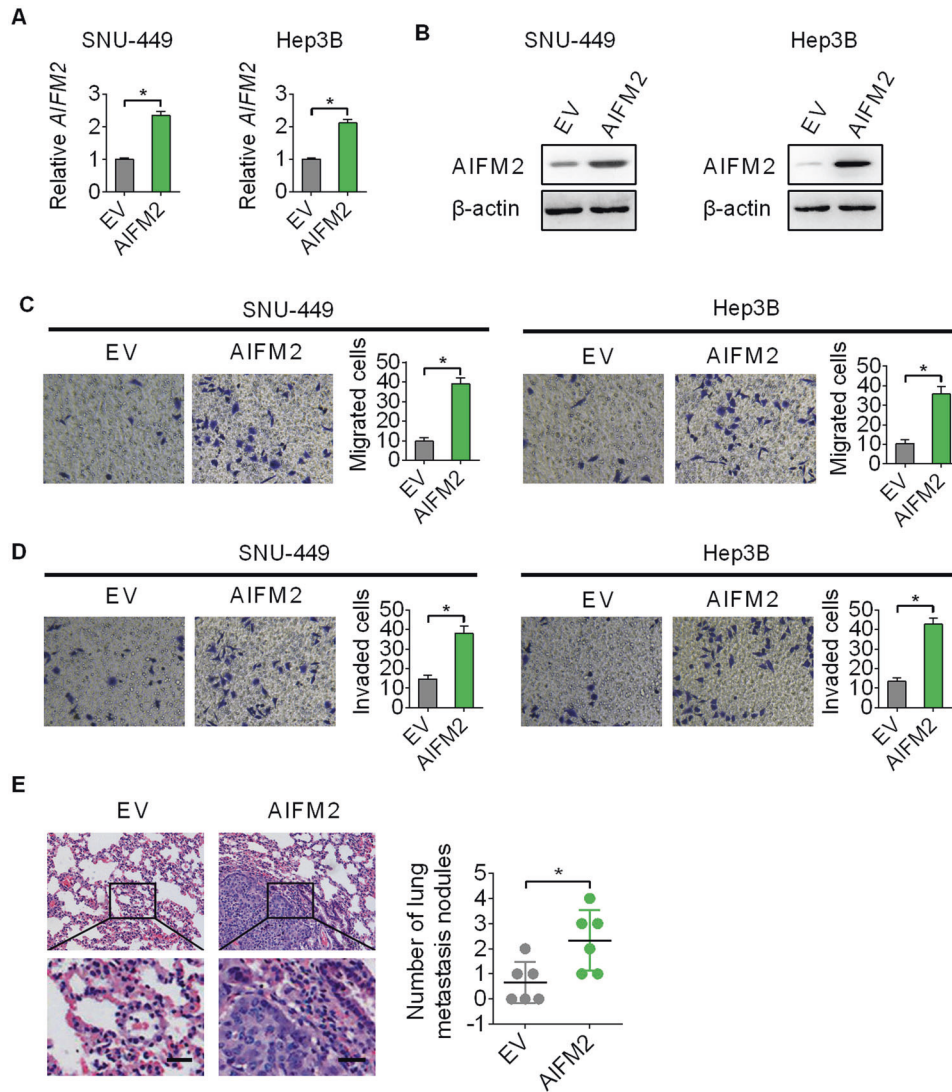 A
SNU-449
Hep3B
Relative AIFM2
3
2
1
0
*
EV
AIFM2
Relative AIFM2
3
2
1
0
*
EV
AIFM2
B
SNU-449
Hep3B
EV
AIFM2
AIFM2
β-actin
EV
AIFM2
AIFM2
β-actin
C
SNU-449
EV
AIFM2
Migrated cells
50
40
30
20
10
0
*
EV
AIFM2
Hep3B
EV
AIFM2
Migrated cells
50
40
30
20
10
0
*
EV
AIFM2
D
SNU-449
EV
AIFM2
Invaded cells
50
40
30
20
10
0
*
EV
AIFM2
Hep3B
EV
AIFM2
Invaded cells
50
40
30
20
10
0
*
EV
AIFM2
E
EV
AIFM2
Number of lung
metastasis nodules
5
4
3
2
1
0
-1
*
EV
AIFM2